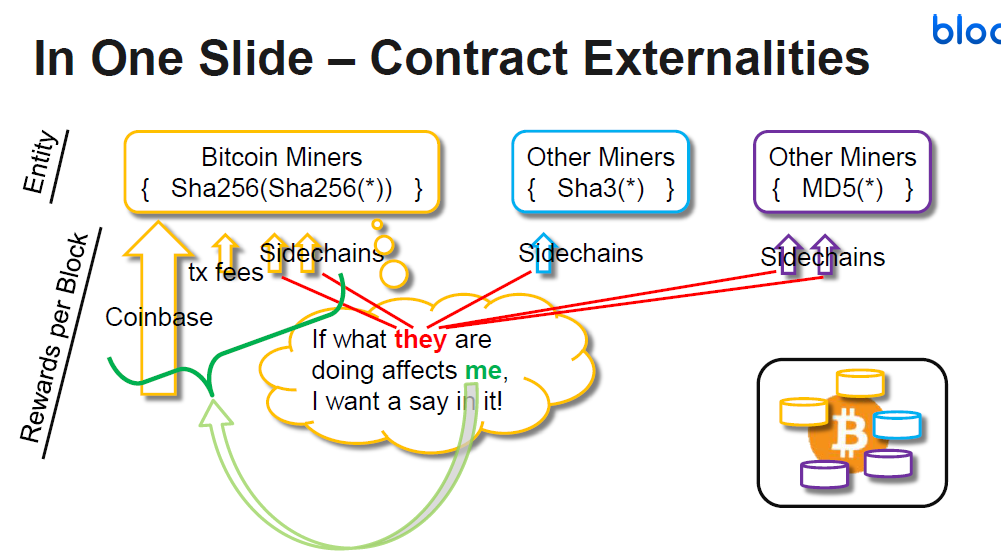 In One Slide – Contract Externalities
Entity
Bitcoin Miners
{ Sha256(Sha256(*)) }
Other Miners
{ Sha3(*) }
Other Miners
{ MD5(*) }
Rewards per Block
Coinbase
tx fees
Sidechains
Sidechains
Sidechains
If what they are
doing affects me,
I want a say in it!